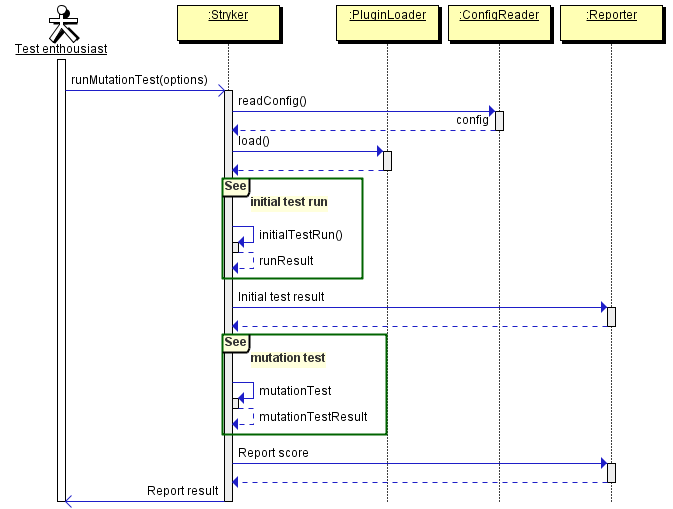 :Stryker
:PluginLoader
:ConfigReader
:Reporter
Test enthousiast
runMutationTest(options)
readConfig()
config
load()
See
initial test run
initialTestRun()
runResult
Initial test result
See
mutation test
mutationTest
mutationTestResult
Report score
Report result